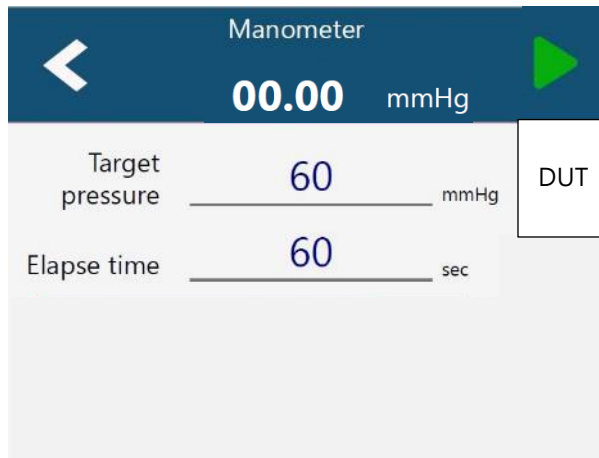 Manometer
00.00 mmHg
Target
pressure 60 mmHg
DUT
Elapse time 60 sec